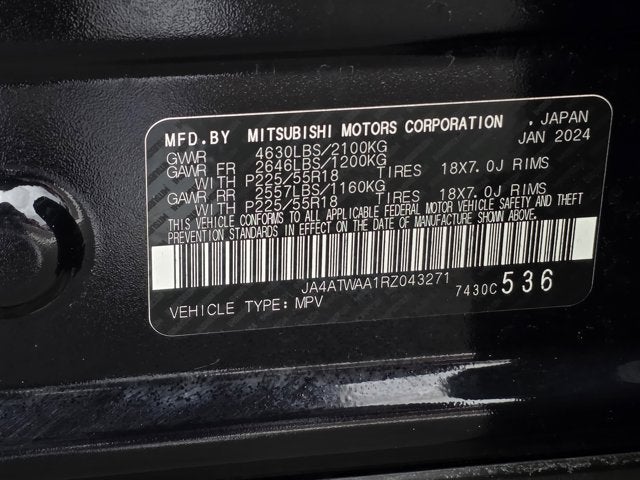 MFD.BY MITSUBISHI MOTORS CORPORATION . JAPAN
GVWR 4630LBS/2100KG JAN 2024
GAWR FR 2646LBS/1200KG
WITH P225/55R18 TIRES 18X7.0J RIMS
GAWR RR 2557LBS/1160KG
WITH P225/55R18 TIRES 18X7.0J RIMS
THIS VEHICLE CONFORMS TO ALL APPLICABLE FEDERAL MOTOR VEHICLE SAFETY AND THEFT
PREVENTION STANDARDS IN EFFECT ON THE DATE OF MANUFACTURE SHOWN ABOVE.
JA4ATWAA1RZ043271
7430C 536
VEHICLE TYPE: MPV